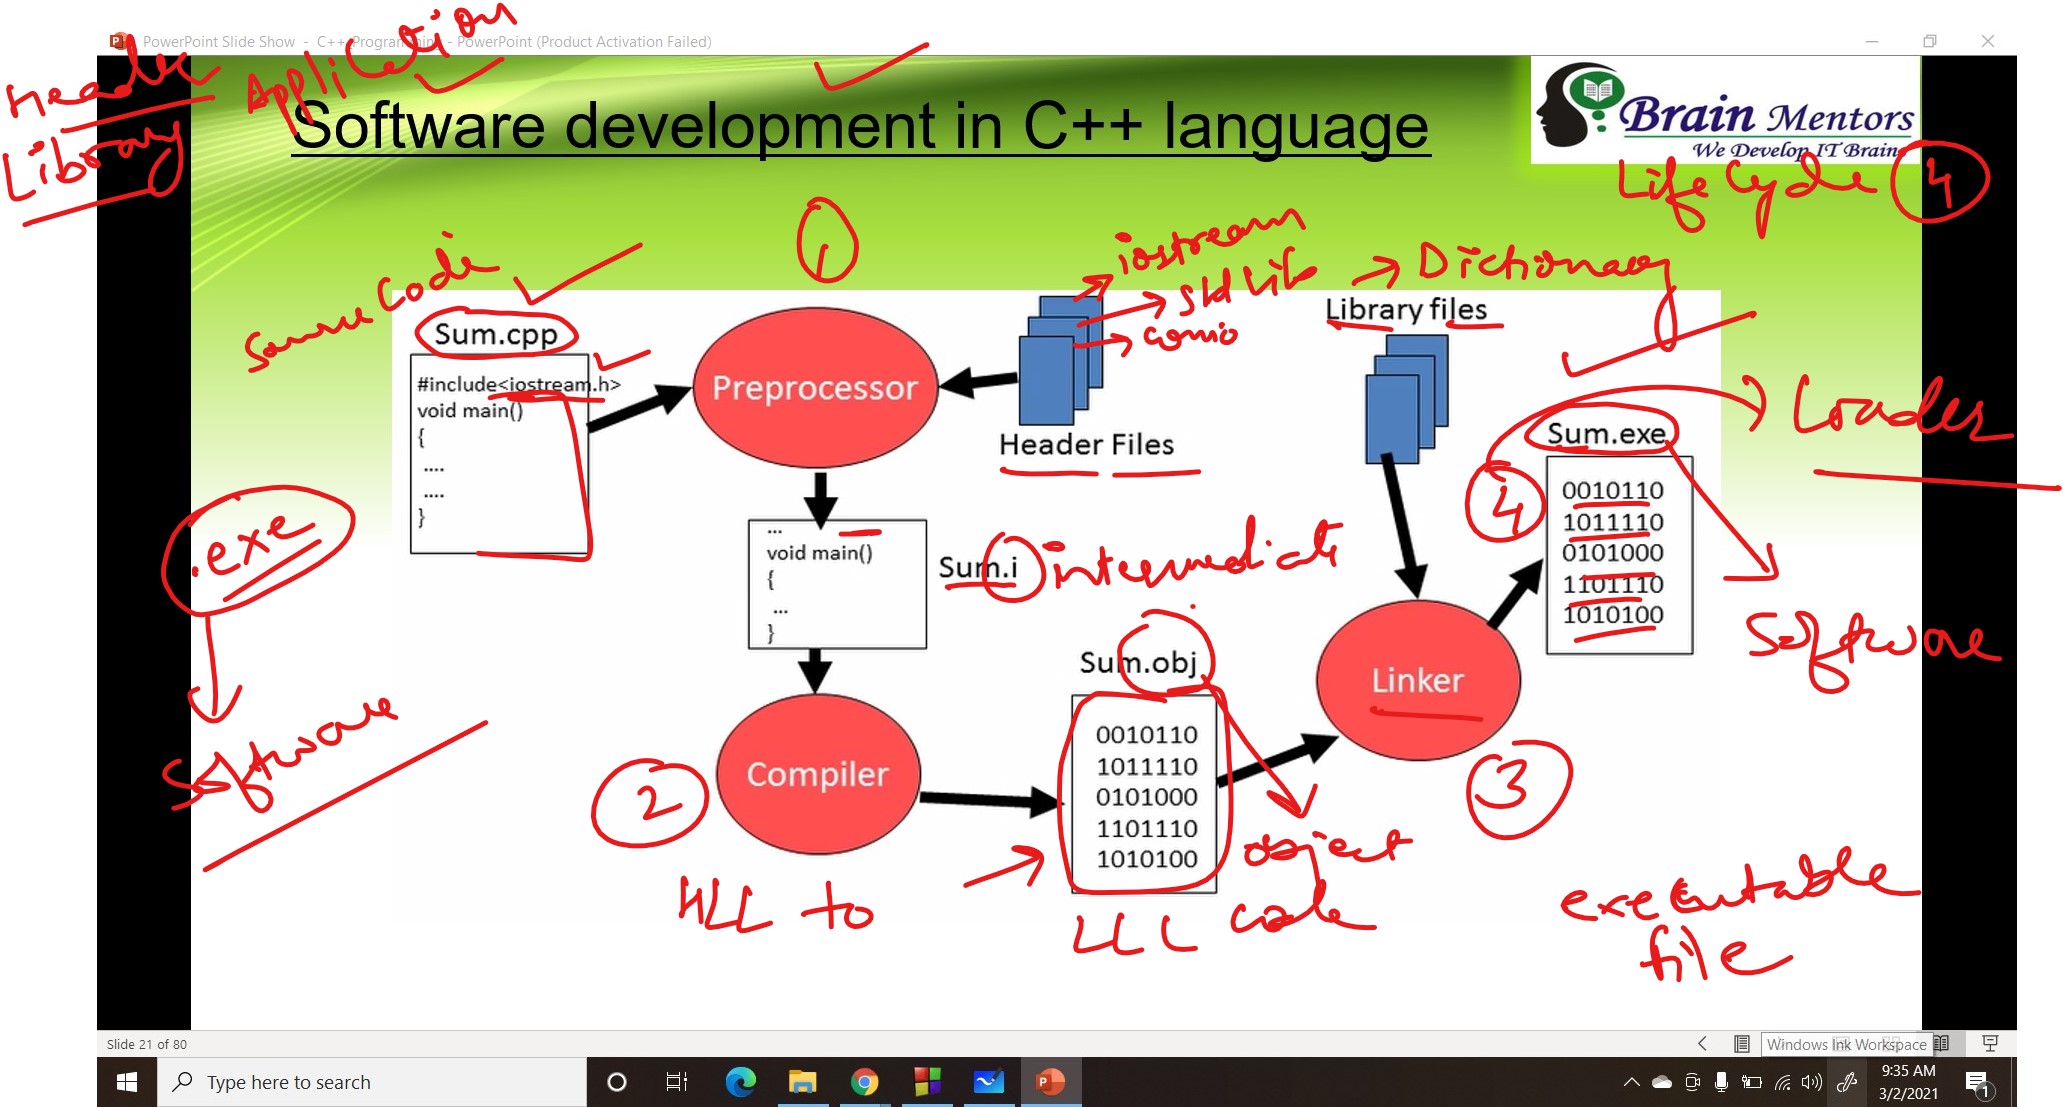 PowerPoint Slide Show - C++ Programming - PowerPoint (Product Activation Failed)
Header
Application
Library
Software development in C++ language
Brain Mentors
We Develop IT Brains
Life Cycle 4
1
Source Code
Sum.cpp
#include<iostream.h>
void main()
{
....
....
}
Preprocessor
iostream
Stdlib
conio
Header Files
Dictionary
Library files
Loader
Sum.exe
4
0010110
1011110
0101000
1101110
1010100
Software
.exe
Software
...
void main()
{
...
}
Sum.i intermediate
Sum.obj
0010110
1011110
0101000
1101110
1010100
Linker
3
2
Compiler
HLL to
LLL
object
code
executable
file
Slide 21 of 80
Windows Ink Workspace
Type here to search
9:35 AM
3/2/2021
1